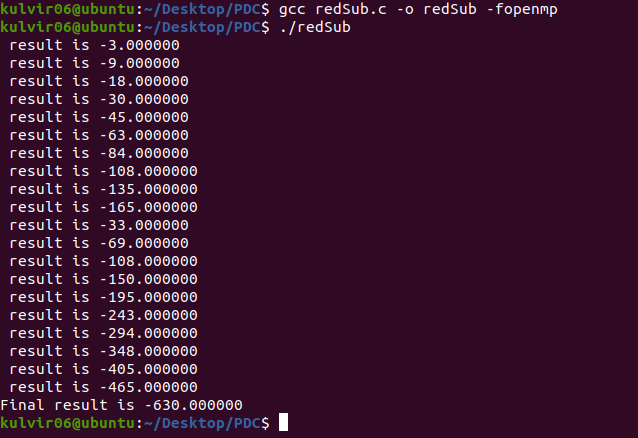 kulvir06@ubuntu:~/Desktop/PDC$ gcc redSub.c -o redSub -fopenmp
kulvir06@ubuntu:~/Desktop/PDC$ ./redSub
 result is -3.000000
 result is -9.000000
 result is -18.000000
 result is -30.000000
 result is -45.000000
 result is -63.000000
 result is -84.000000
 result is -108.000000
 result is -135.000000
 result is -165.000000
 result is -33.000000
 result is -69.000000
 result is -108.000000
 result is -150.000000
 result is -195.000000
 result is -243.000000
 result is -294.000000
 result is -348.000000
 result is -405.000000
 result is -465.000000
Final result is -630.000000
kulvir06@ubuntu:~/Desktop/PDC$